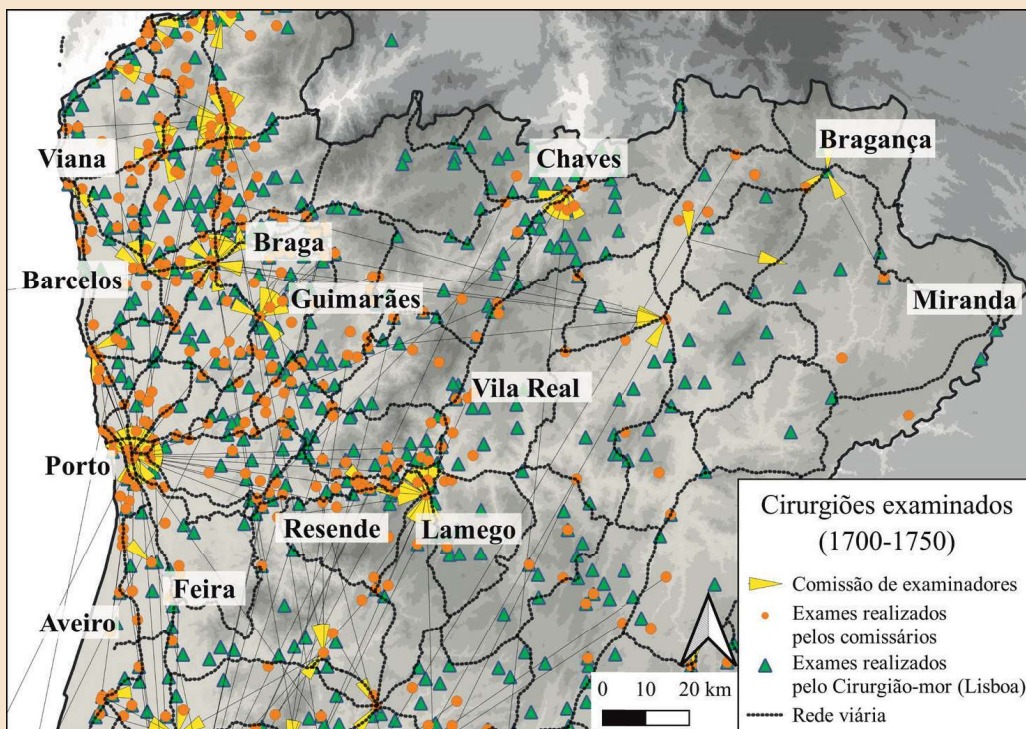 Viana
Chaves
Bragança
Barcelos
Braga
Guimarães
Miranda
Vila Real
Porto
Resende
Lamego
Feira
Aveiro
0 10 20 km
Cirurgiões examinados
(1700-1750)
Comissão de examinadores
Exames realizados
pelos comissários
Exames realizados
pelo Cirurgião-mor (Lisboa)
Rede viária